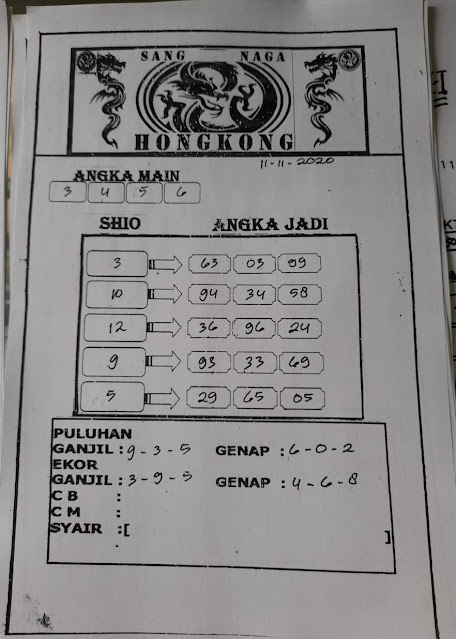 SANG NAGA
HONGKONG
11-11-2020
ANGKA MAIN
3 4 5 6
SHIO ANGKA JADI
3 63 03 09
10 94 34 58
12 36 96 24
9 93 33 69
5 29 65 05
PULUHAN
GANJIL : 9-3-5 GENAP : 6-0-2
EKOR
GANJIL : 3-9-5 GENAP : 4-6-8
C B :
C M :
SYAIR :[
]